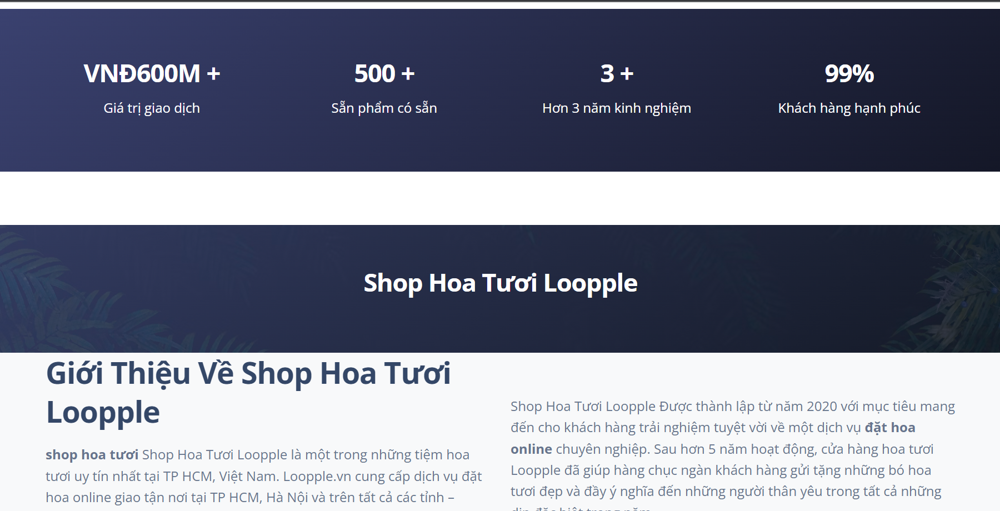 VNĐ600M +
Giá trị giao dịch
500 +
Sẵn phẩm có sẵn
3 +
Hơn 3 năm kinh nghiệm
99%
Khách hàng hạnh phúc
Shop Hoa Tươi Loopple
Giới Thiệu Về Shop Hoa Tươi
Loopple
shop hoa tươi Shop Hoa Tươi Loopple là một trong những tiệm hoa
tươi uy tín nhất tại TP HCM, Việt Nam. Loopple.vn cung cấp dịch vụ đặt
hoa online giao tận nơi tại TP HCM, Hà Nội và trên tất cả các tỉnh –
Shop Hoa Tươi Loopple Được thành lập từ năm 2020 với mục tiêu mang
đến cho khách hàng trải nghiệm tuyệt vời về một dịch vụ đặt hoa
online chuyên nghiệp. Sau hơn 5 năm hoạt động, cửa hàng hoa tươi
Loopple đã giúp hàng chục ngàn khách hàng gửi tặng những bó hoa
tươi đẹp và đầy ý nghĩa đến những người thân yêu trong tất cả những